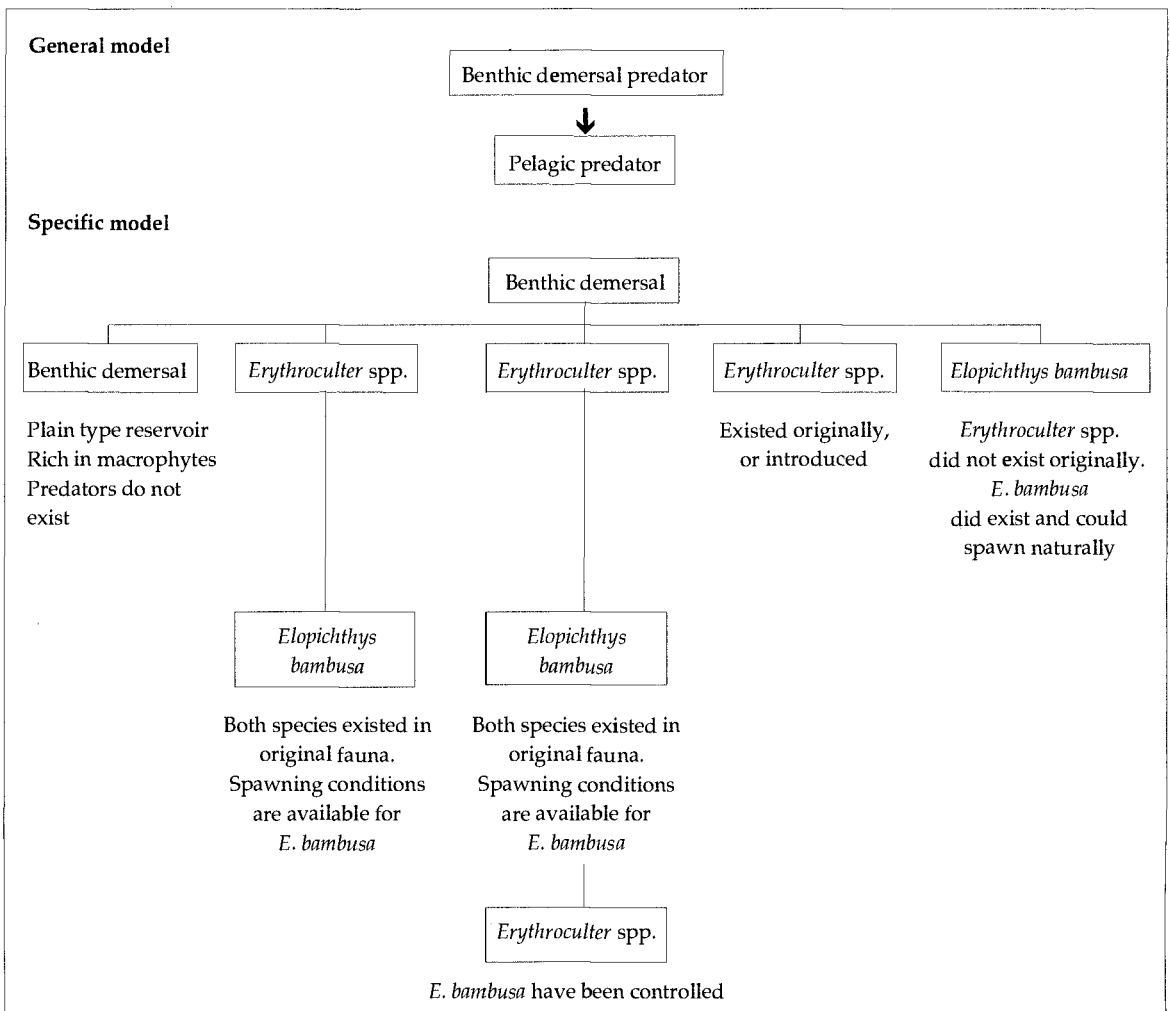 General model
Benthic demersal predator
Pelagic predator
Specific model
Benthic demersal
Benthic demersal
Plain type reservoir
Rich in macrophytes
Predators do not
exist
Erythroculter spp.
Elopichthys
bambusa
Both species existed in
original fauna.
Spawning conditions
are available for
E. bambusa
Erythroculter spp.
Elopichthys
bambusa
Both species existed in
original fauna.
Spawning conditions
are available for
E. bambusa
Erythroculter spp.
E. bambusa have been controlled
Erythroculter spp.
Existed originally,
or introduced
Elopichthys bambusa
Erythroculter spp.
did not exist originally.
E. bambusa
did exist and could
spawn naturally